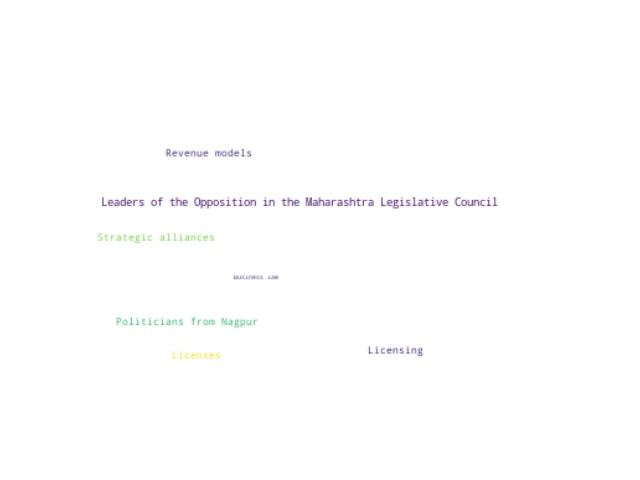 Revenue models
Leaders of the Opposition in the Maharashtra Legislative Council
Strategic alliances
Business law
Politicians from Nagpur
Licensing
Licenses